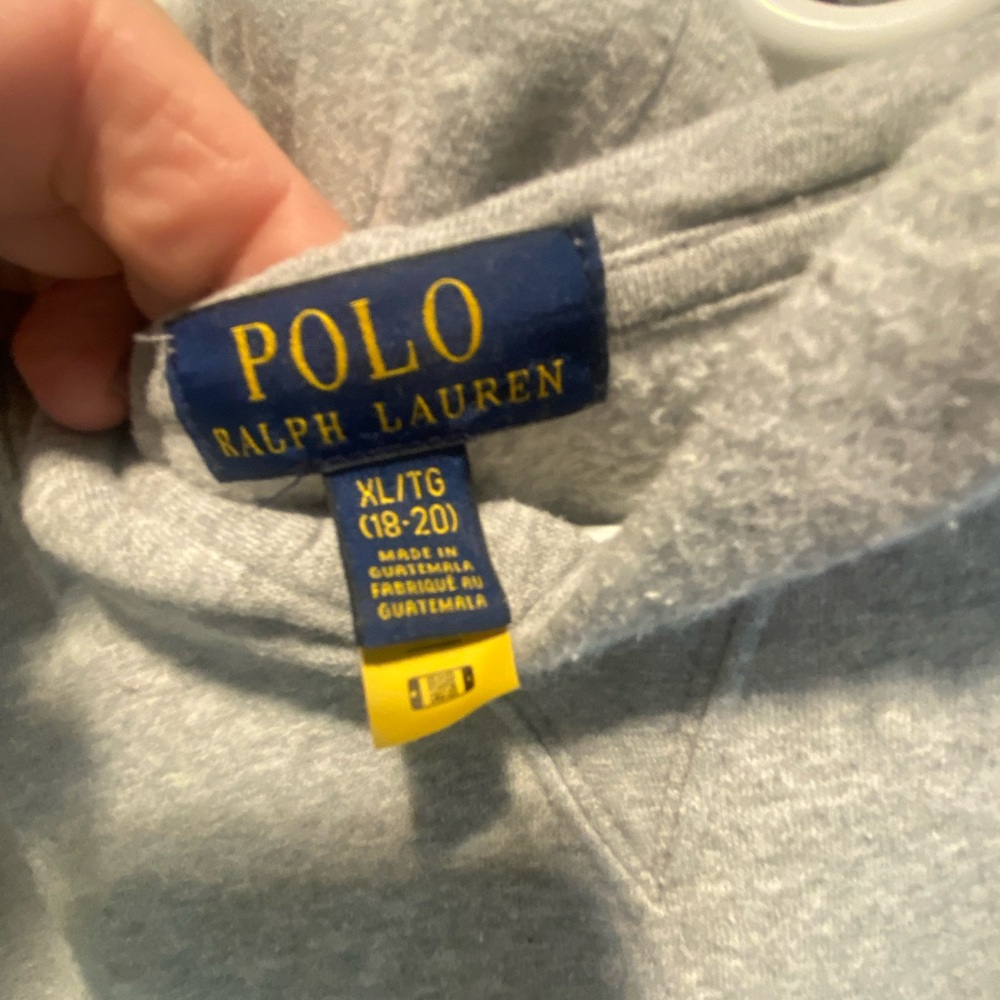 POLO
RALPH LAUREN
XL/TG
(18-20)
MADE IN
GUATEMALA
FABRIQUÉ AU
GUATEMALA